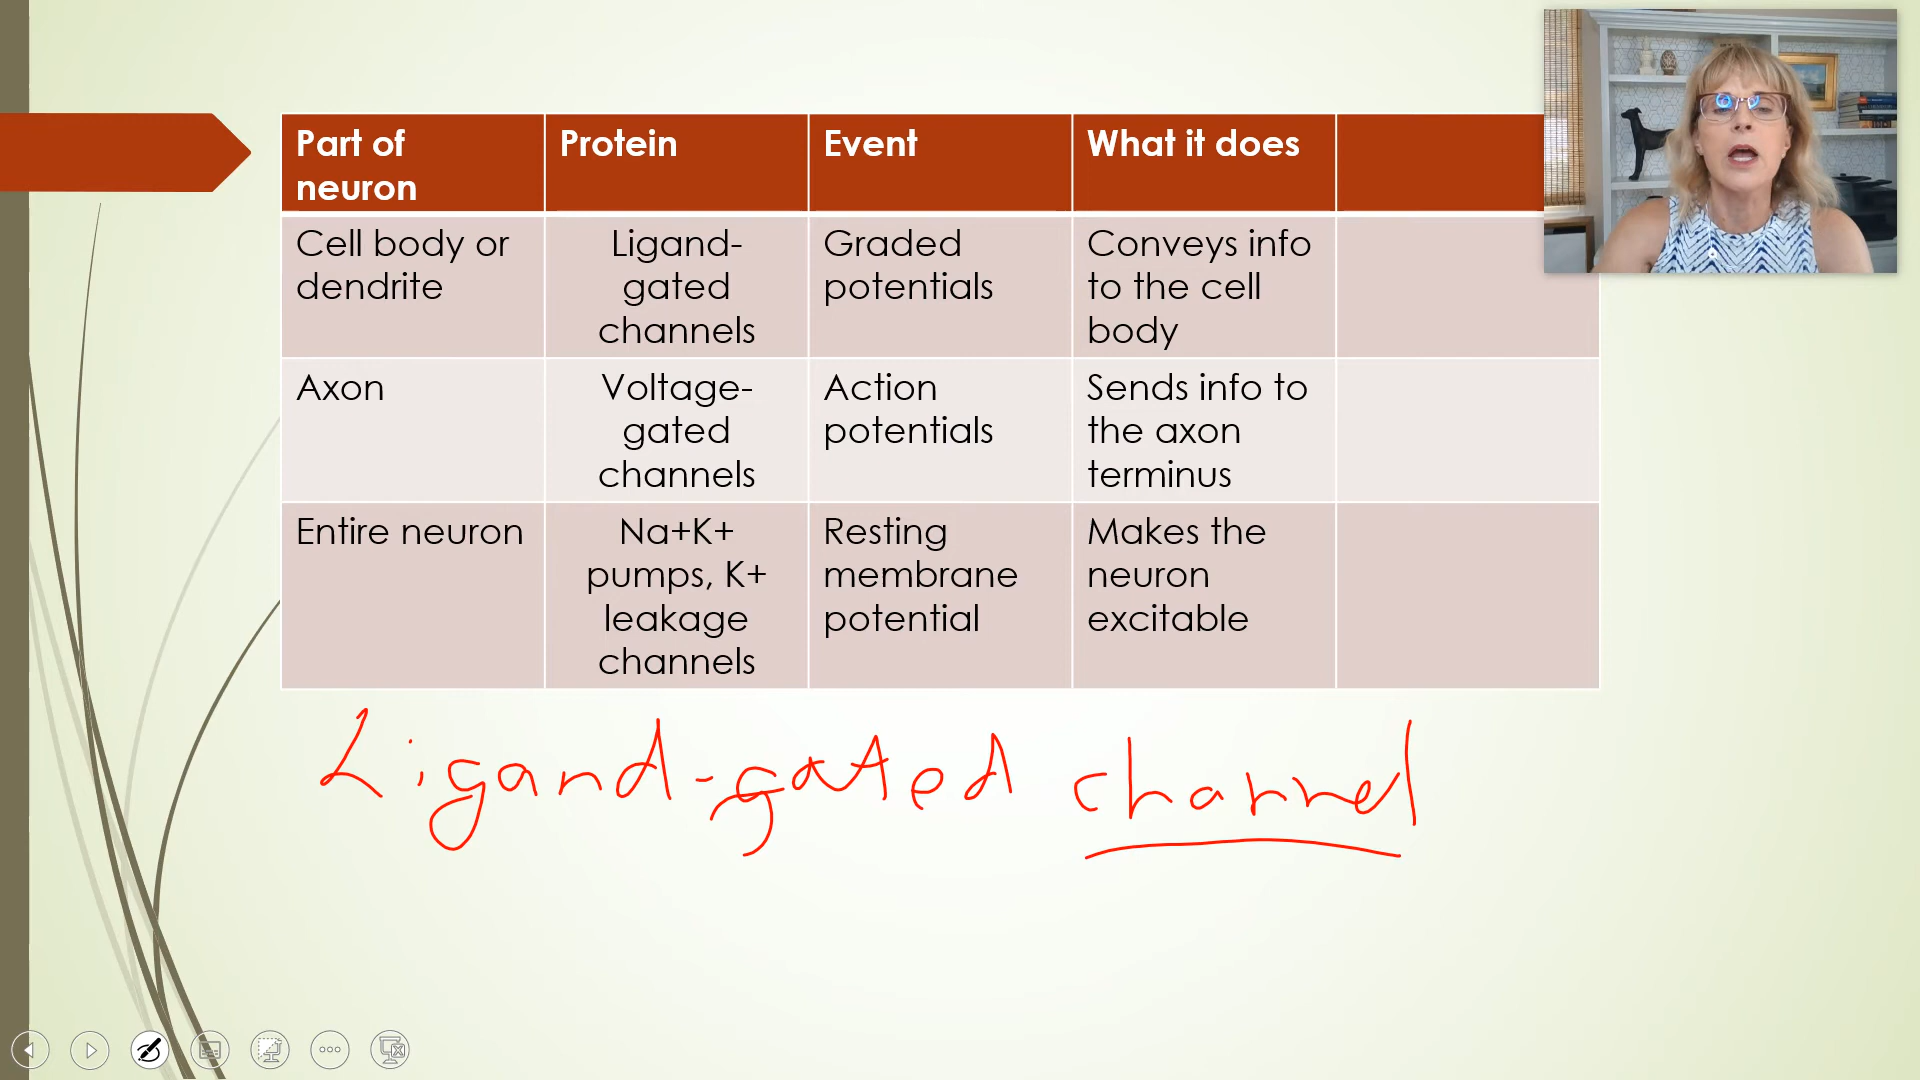 Part of
neuron
Protein
Event
What it does
Cell body or
dendrite
Ligand-
gated
channels
Graded
potentials
Conveys info
to the cell
body
Axon
Voltage-
gated
channels
Action
potentials
Sends info to
the axon
terminus
Entire neuron
Na+K+
pumps, K+
leakage
channels
Resting
membrane
potential
Makes the
neuron
excitable
Ligand-gated channel